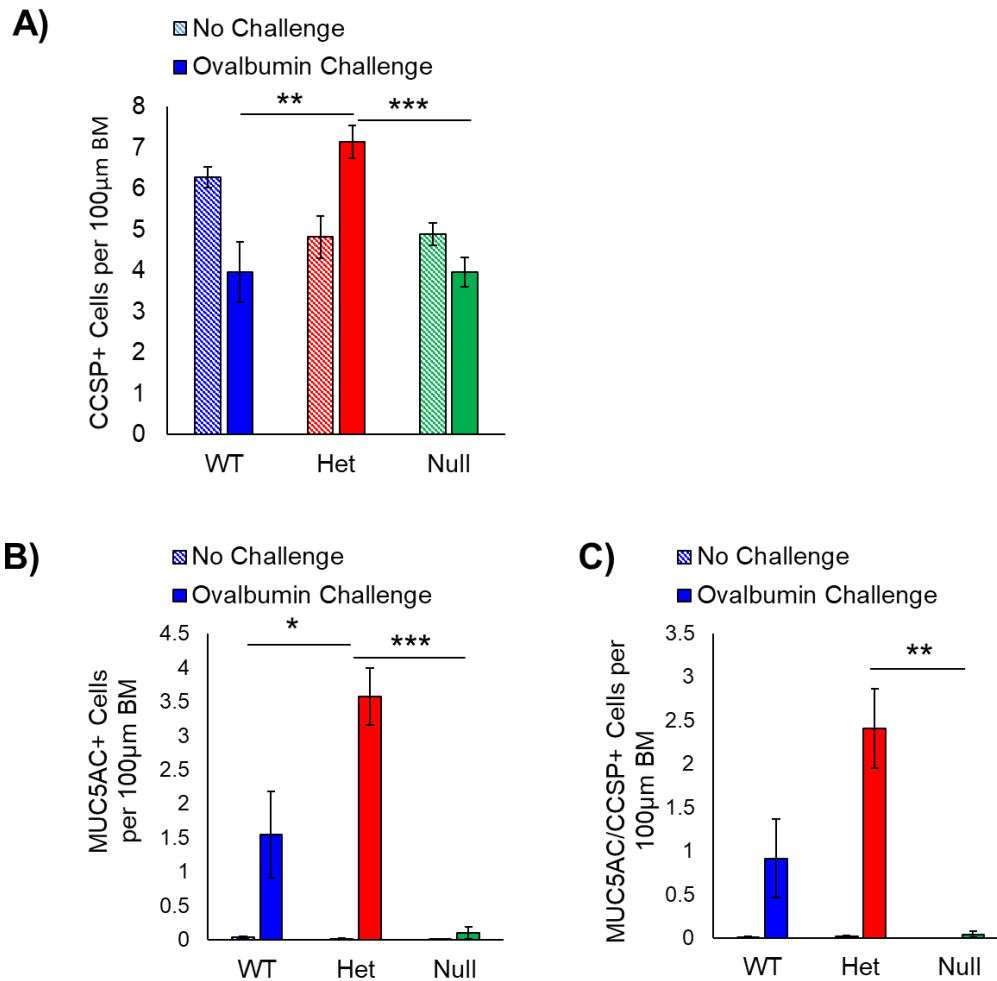 A)
No Challenge
Ovalbumin Challenge
CCSP+ Cells per 100µm BM
8
7
6
5
4
3
2
1
0
**
***
WT
Het
Null
B)
No Challenge
Ovalbumin Challenge
MUC5AC+ Cells
per 100µm BM
4.5
4
3.5
3
2.5
2
1.5
1
0.5
0
*
***
WT
Het
Null
C)
No Challenge
Ovalbumin Challenge
MUC5AC/CCSP+ Cells per
100µm BM
3.5
3
2.5
2
1.5
1
0.5
0
**
WT
Het
Null